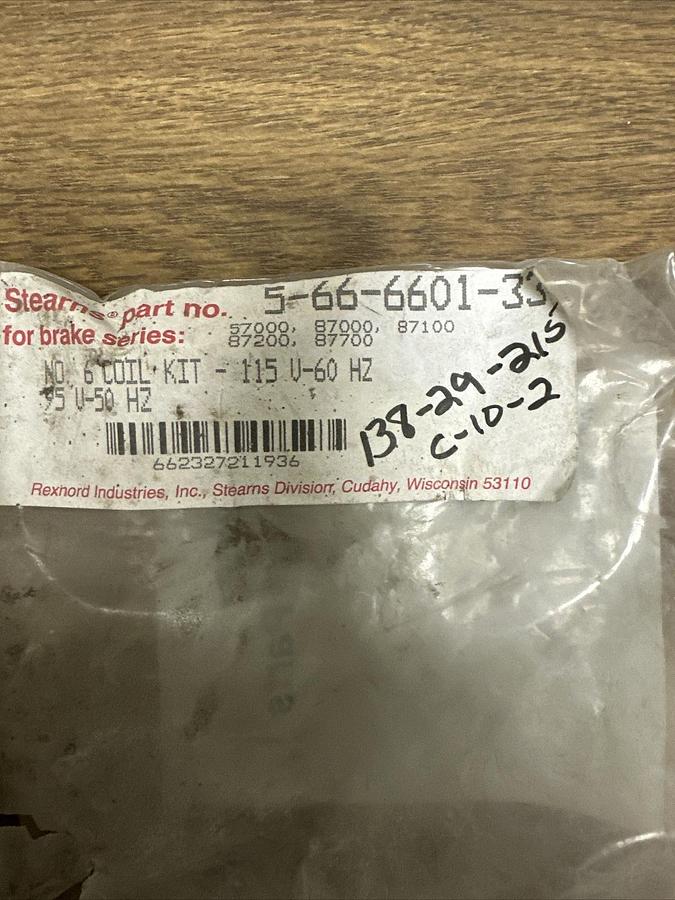 Stearns® part no. 5-66-6601-33
for brake series: 57000, 87000, 87100
87200, 87700
NO. 6 COIL KIT - 115 V-60 HZ
95 V-50 HZ
662327211936
138-29-215
C-10-2
Rexnord Industries, Inc., Stearns Division, Cudahy, Wisconsin 53110